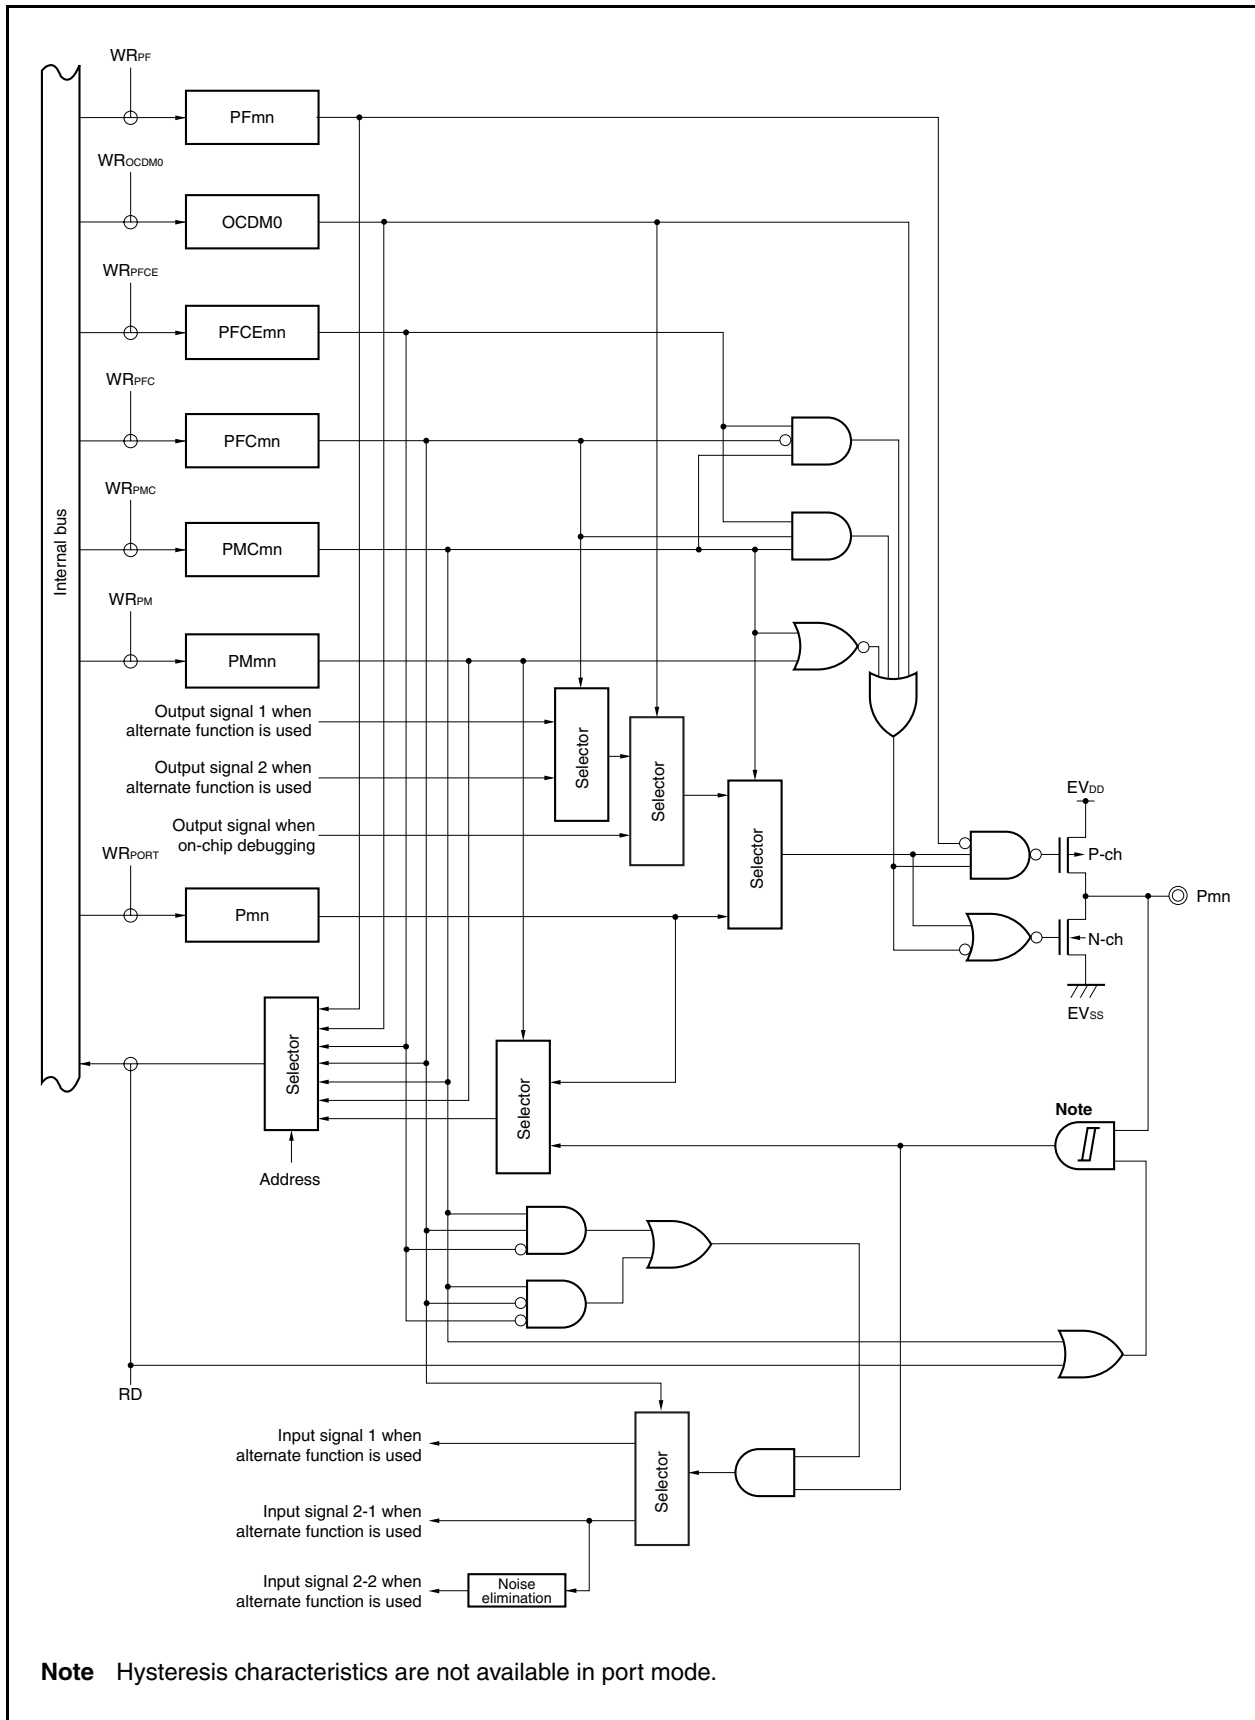 WRPF
PFmn
WROCDM0
OCDM0
WRPFCE
PFCEmn
WRPFC
PFCmn
WRPMC
PMCmn
Internal bus
WRPM
PMmn
Output signal 1 when
alternate function is used
Output signal 2 when
alternate function is used
Output signal when
on-chip debugging
Selector
Selector
Selector
WRPORT
Pmn
EVDD
P-ch
Pmn
N-ch
EVSS
Selector
Address
Selector
Note
RD
Input signal 1 when
alternate function is used
Input signal 2-1 when
alternate function is used
Input signal 2-2 when
alternate function is used
Selector
Noise
elimination
Note Hysteresis characteristics are not available in port mode.